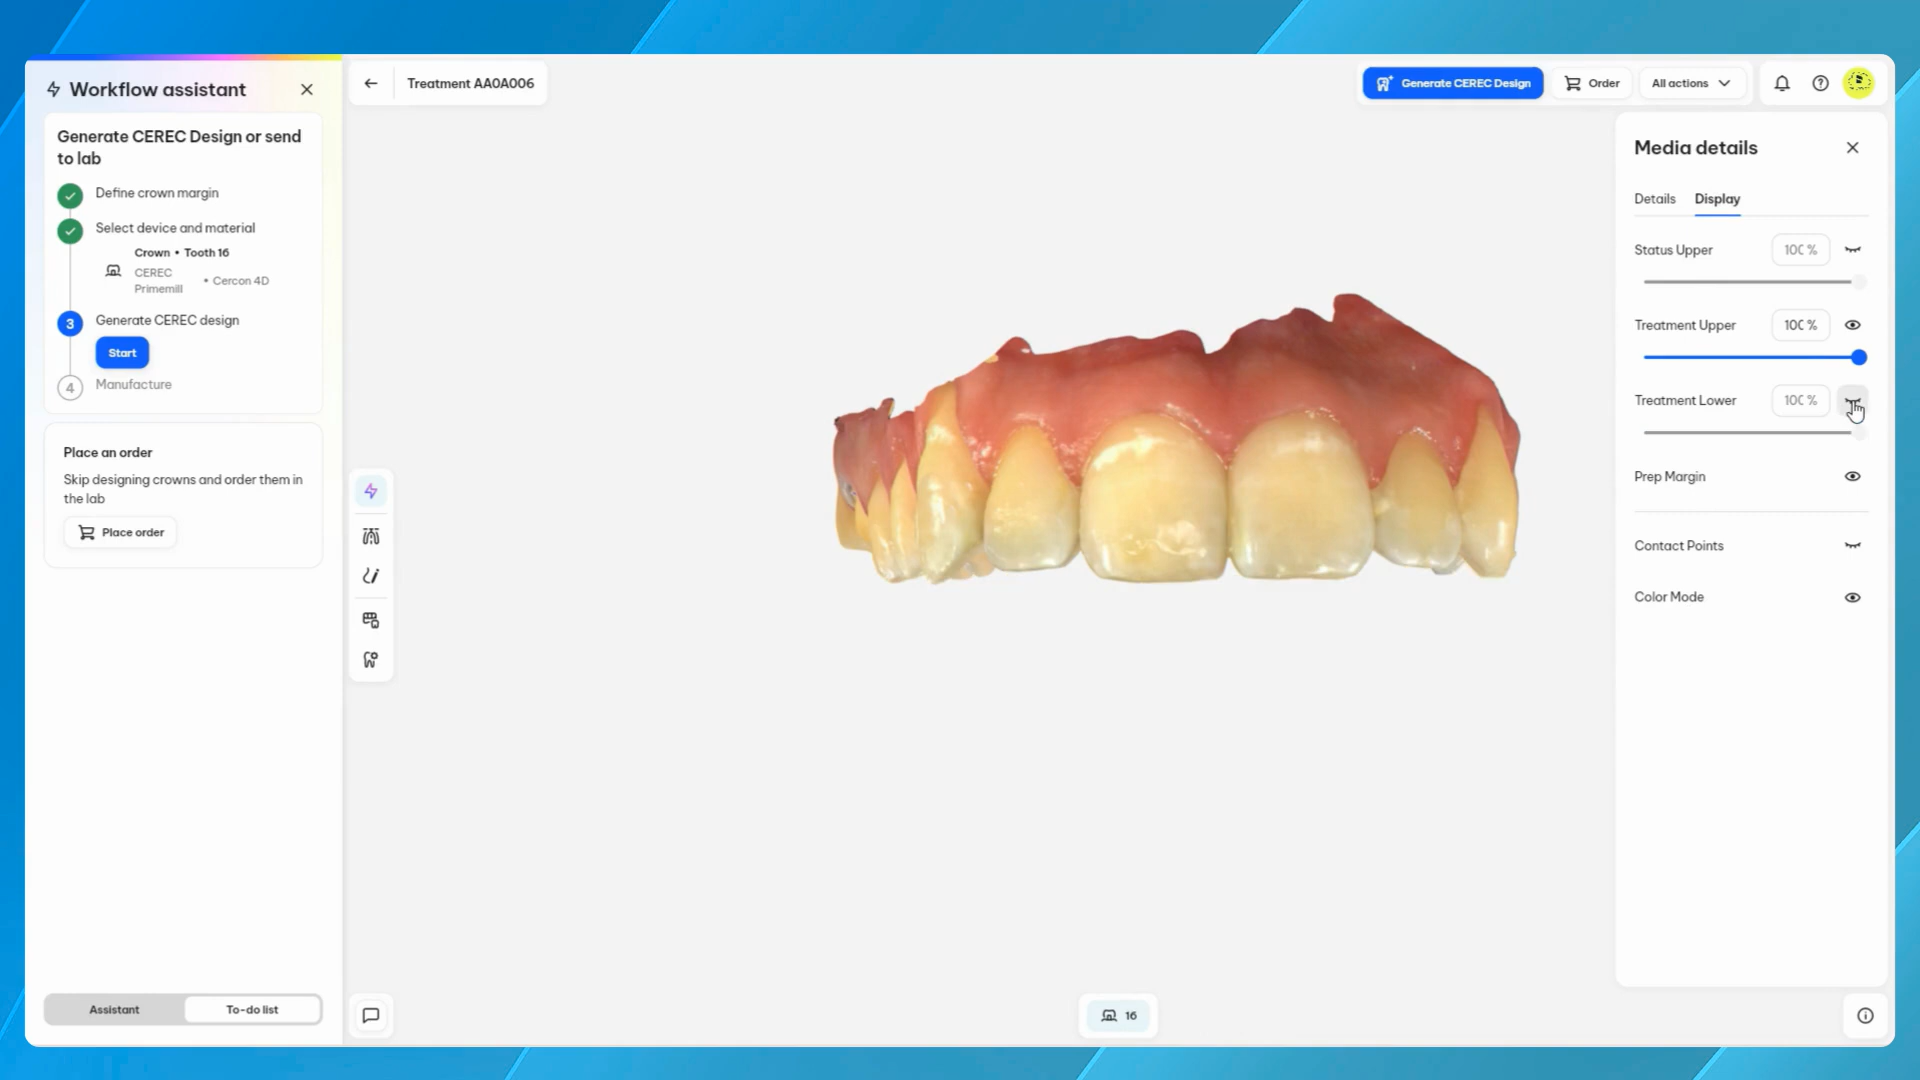 Workflow assistant
Generate CEREC Design or send
to lab
Define crown margin
Select device and material
Crown • Tooth 16
CEREC
Primemill
• Cercon 4D
3
Generate CEREC design
Start
4
Manufacture
Place an order
Skip designing crowns and order them in
the lab
Place order
Assistant
To-do list
Treatment AA0A006
Generate CEREC Design
Order
All actions
16
Media details
Details
Display
Status Upper
100 %
Treatment Upper
100 %
Treatment Lower
100 %
Prep Margin
Contact Points
Color Mode